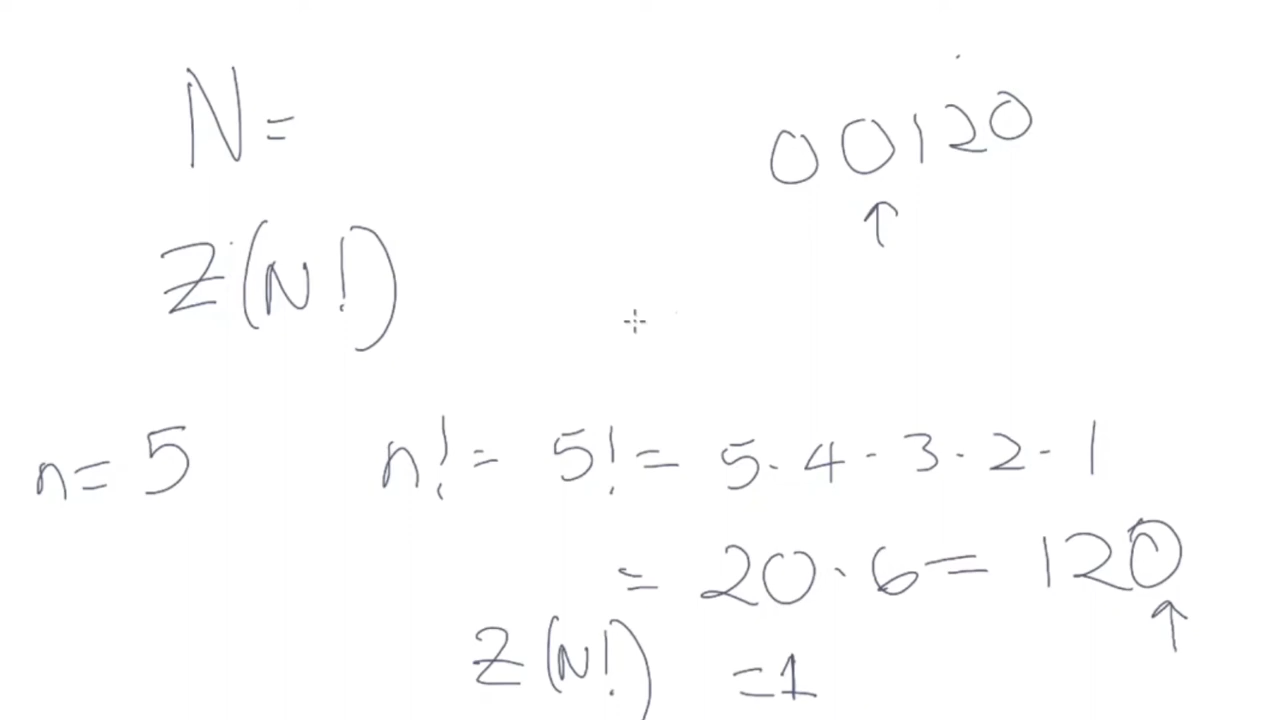 N=
00120
↑
Z(N!)
n=5 n!= 5!= 5·4·3·2·1
= 20·6= 120
↑
Z(N!) =1